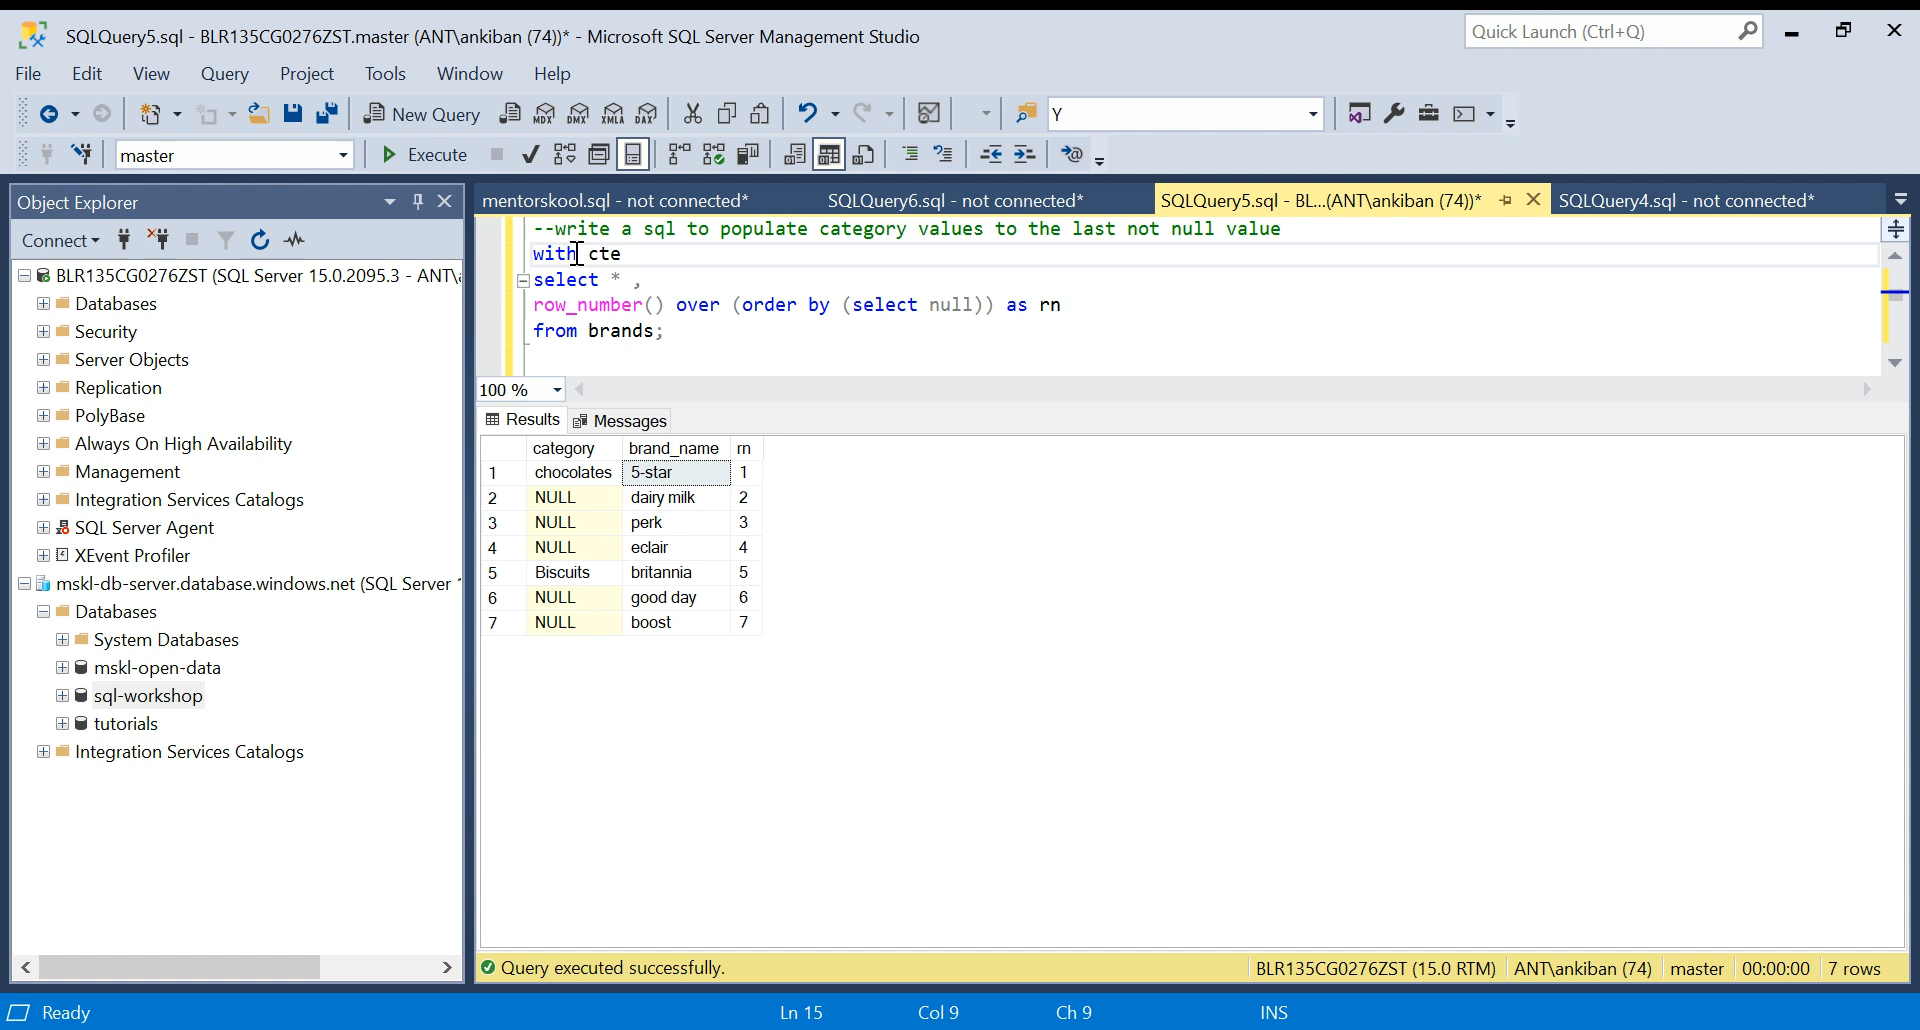 SQLQuery5.sql - BLR135CG0276ZST.master (ANT\ankiban (74))* - Microsoft SQL Server Management Studio
Quick Launch (Ctrl+Q)
File Edit View Query Project Tools Window Help
New Query MDX DMX XMLA DAX Y
master Execute
Object Explorer
mentorskool.sql - not connected* SQLQuery6.sql - not connected* SQLQuery5.sql - BL...(ANT\ankiban (74))* SQLQuery4.sql - not connected*
Connect
BLR135CG0276ZST (SQL Server 15.0.2095.3 - ANT\
Databases
Security
Server Objects
Replication
PolyBase
Always On High Availability
Management
Integration Services Catalogs
SQL Server Agent
XEvent Profiler
mskl-db-server.database.windows.net (SQL Server
Databases
System Databases
mskl-open-data
sql-workshop
tutorials
Integration Services Catalogs
--write a sql to populate category values to the last not null value
with cte
select * ,
row_number() over (order by (select null)) as rn
from brands;
100 %
Results Messages
category brand_name rn
1 chocolates 5-star 1
2 NULL dairy milk 2
3 NULL perk 3
4 NULL eclair 4
5 Biscuits britannia 5
6 NULL good day 6
7 NULL boost 7
Query executed successfully. BLR135CG0276ZST (15.0 RTM) ANT\ankiban (74) master 00:00:00 7 rows
Ready Ln 15 Col 9 Ch 9 INS